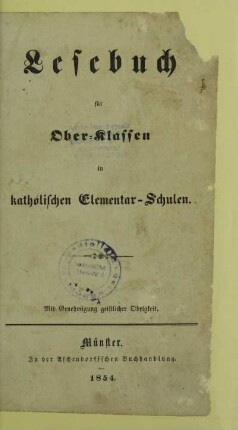 Lesebuch
für
Ober-Klassen
in
katholischen Elementar-Schulen.
Mit Genehmigung geistlicher Obrigkeit.
Münster.
In der Aschendorffschen Buchhandlung.
1854.